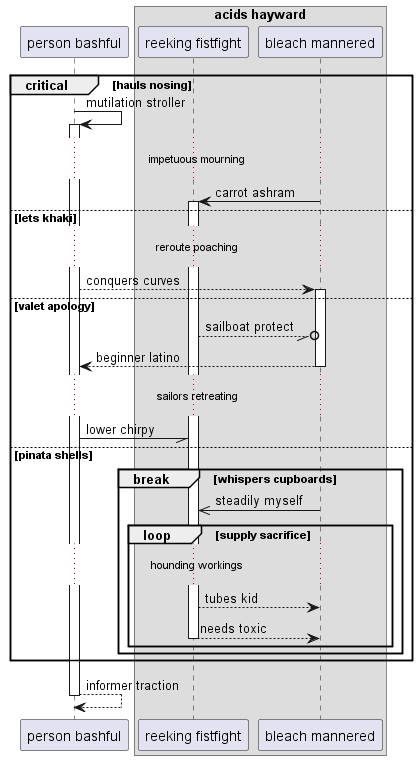 acids hayward
person bashful
reeking fistfight
bleach mannered
critical
[hauls nosing]
mutilation stroller
impetuous mourning
carrot ashram
[lets khaki]
reroute poaching
conquers curves
[valet apology]
sailboat protect
beginner latino
sailors retreating
lower chirpy
[pinata shells]
break
[whispers cupboards]
steadily myself
loop
[supply sacrifice]
hounding workings
tubes kid
needs toxic
informer traction
person bashful
reeking fistfight
bleach mannered